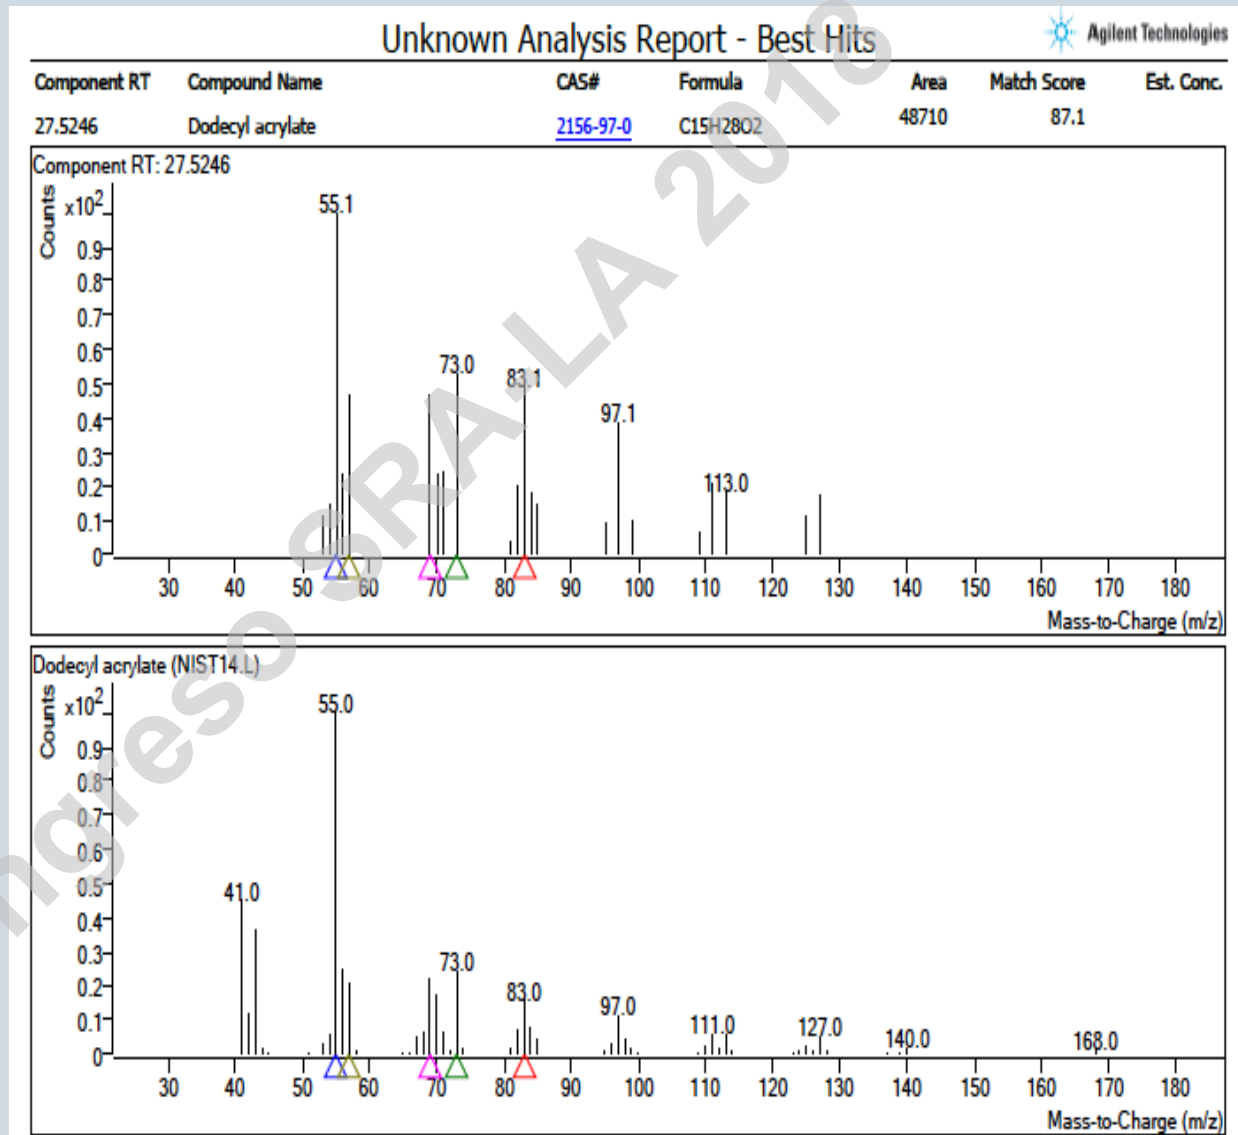 Unknown Analysis Report - Best Hits
Agilent Technologies
Component RT Compound Name CAS# Formula Area Match Score Est. Conc.
27.5246 Dodecyl acrylate 2156-97-0 C15H28O2 48710 87.1
Component RT: 27.5246
Counts
x10²
0.9
0.8
0.7
0.6
0.5
0.4
0.3
0.2
0.1
0
55.1
73.0
83.1
97.1
113.0
30 40 50 60 70 80 90 100 110 120 130 140 150 160 170 180
Mass-to-Charge (m/z)
Dodecyl acrylate (NIST14.L)
Counts
x10²
0.9
0.8
0.7
0.6
0.5
0.4
0.3
0.2
0.1
0
41.0
55.0
73.0
83.0
97.0
111.0
127.0
140.0
168.0
30 40 50 60 70 80 90 100 110 120 130 140 150 160 170 180
Mass-to-Charge (m/z)
ngreso SRA-LA 2018